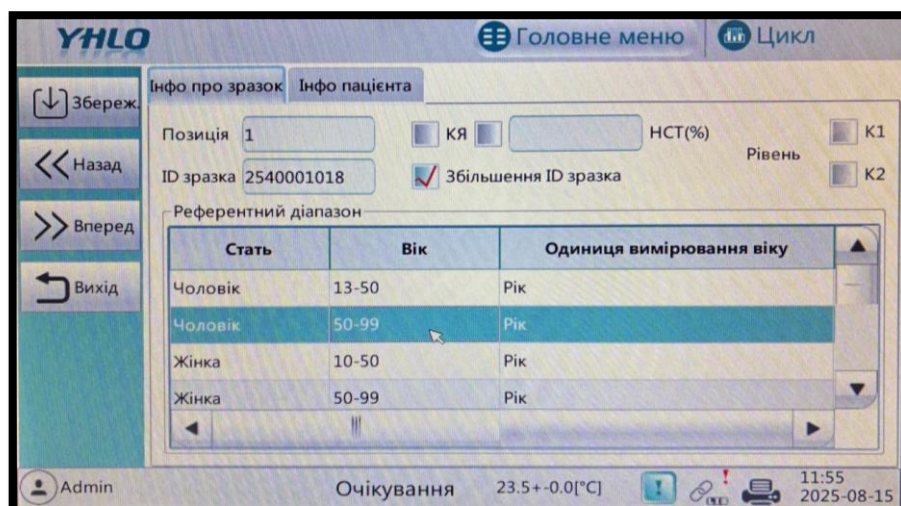 YHLO
Головне меню
Цикл
Збереж.
Назад
Вперед
Вихід
Інфо про зразок Інфо пацієнта
Позиція 1 КЯ НСТ(%)
Рівень
К1
ID зразка 2540001018 Збільшення ID зразка
К2
Референтний діапазон
Стать Вік Одиниця вимірювання віку
Чоловік 13-50 Рік
Чоловік 50-99 Рік
Жінка 10-50 Рік
Жінка 50-99 Рік
Admin Очікування 23.5+-0.0[°C]
11:55
2025-08-15